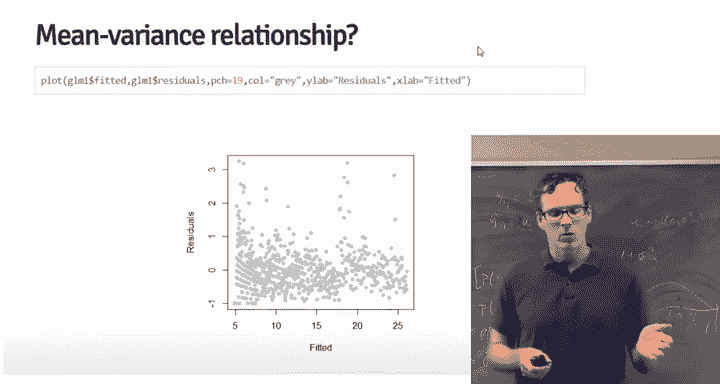 Mean-variance relationship?
plot(glm1$fitted,glm1$residuals,pch=19,col="grey",ylab="Residuals",xlab="Fitted")
3
2
1
0
-1
Residuals
5 10 15 20 25
Fitted